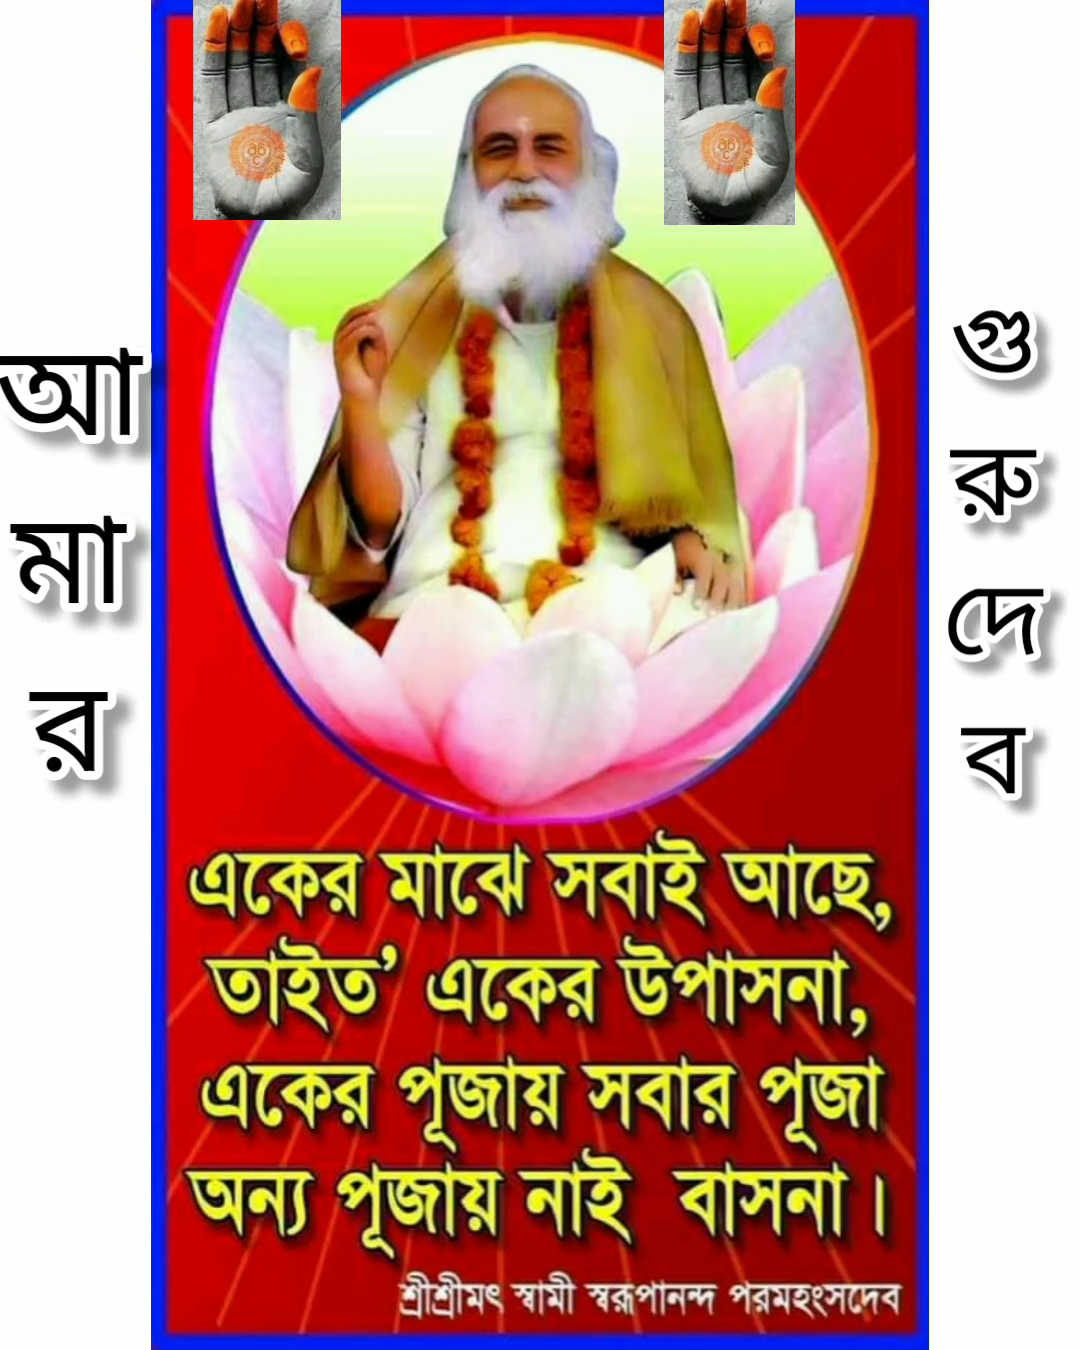 আমার
গুরুদেব
একের মাঝে সবাই আছে,
তাইত' একের উপাসনা,
একের পূজায় সবার পূজা
অন্য পূজায় নাই বাসনা।
শ্রীশ্রীমৎ স্বামী স্বরূপানন্দ পরমহংসদেব